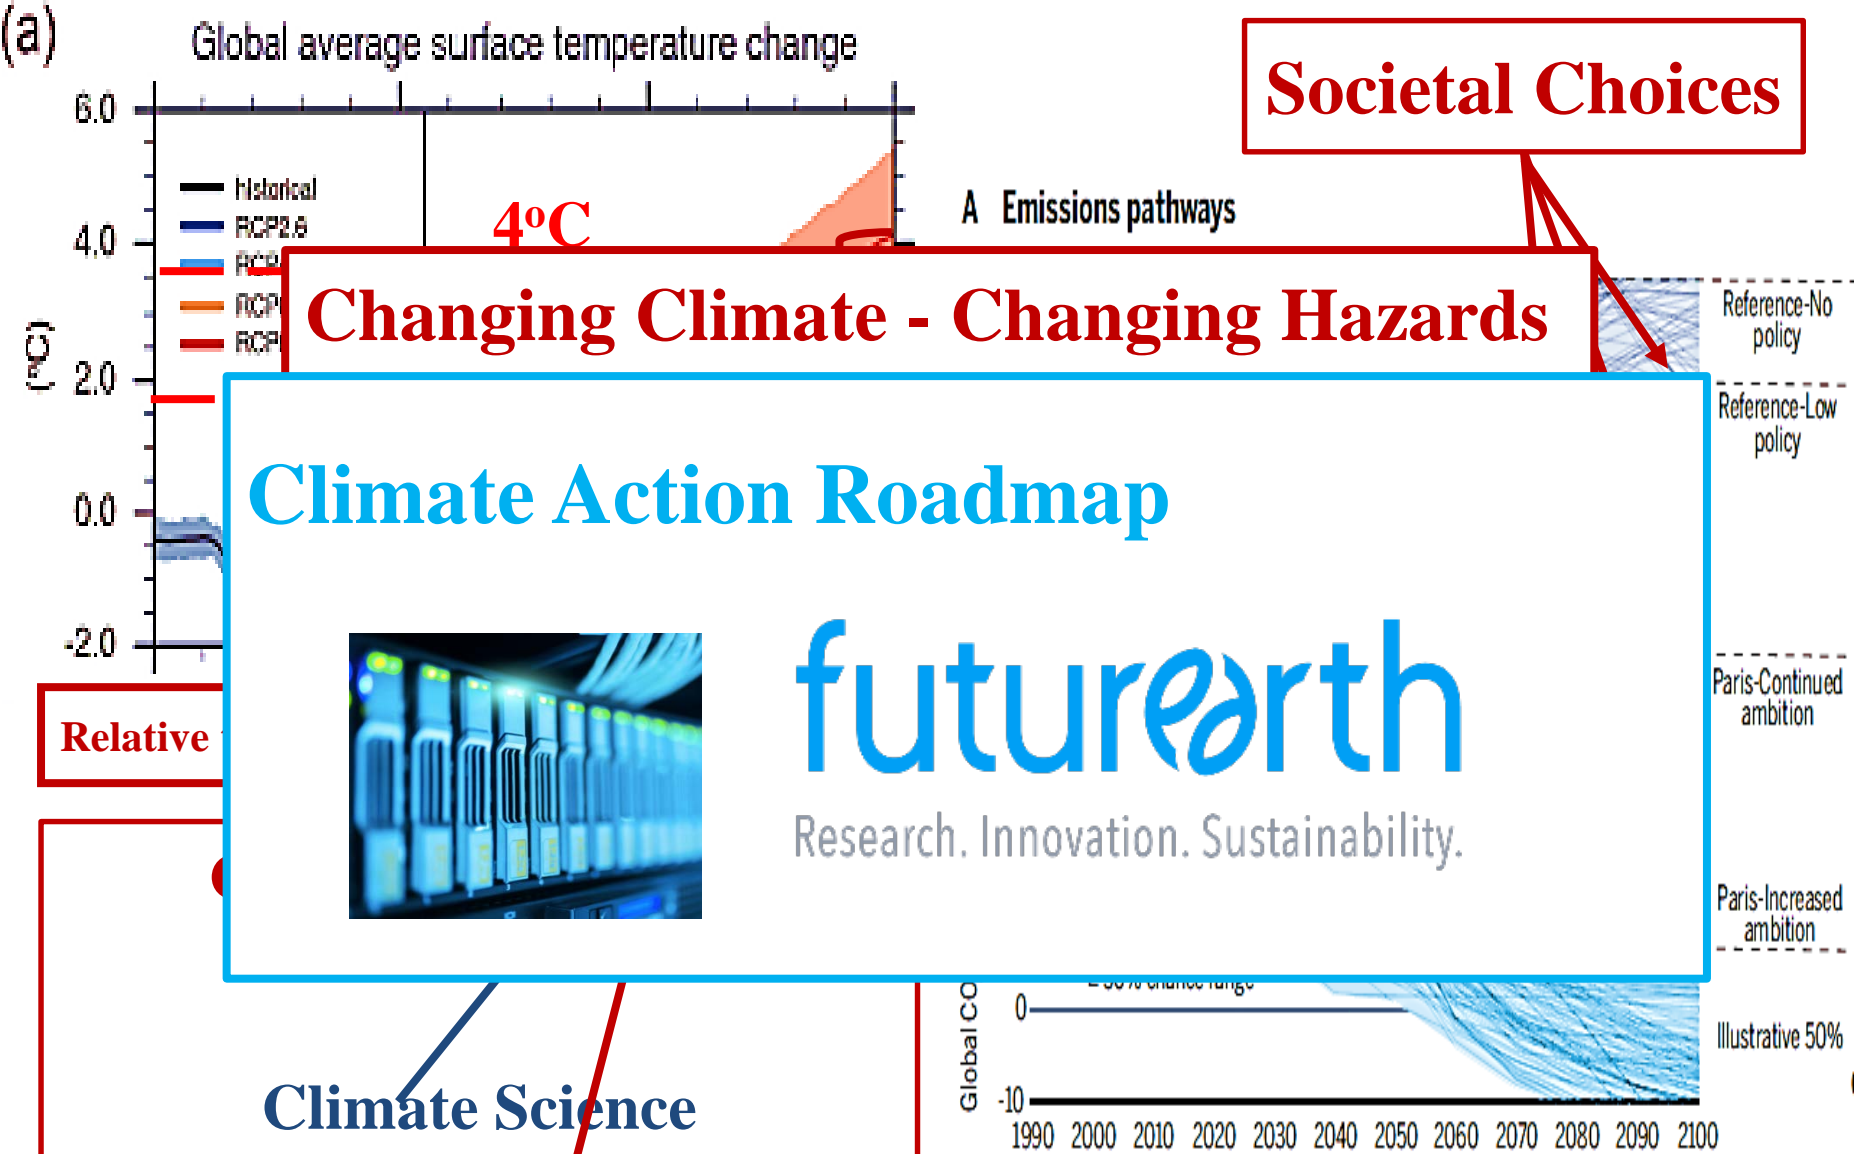 (a)
Global average surface temperature change
6.0
4.0
2.0
0.0
-2.0
(°C)
historical
RCP2.6
4°C
Societal Choices
A Emissions pathways
Changing Climate - Changing Hazards
Reference-No
policy
Reference-Low
policy
Climate Action Roadmap
futurearth
Research. Innovation. Sustainability.
Paris-Continued
ambition
Relative
Paris-Increased
ambition
Illustrative 50%
Climate Science
Global CO
0
-10
1990 2000 2010 2020 2030 2040 2050 2060 2070 2080 2090 2100